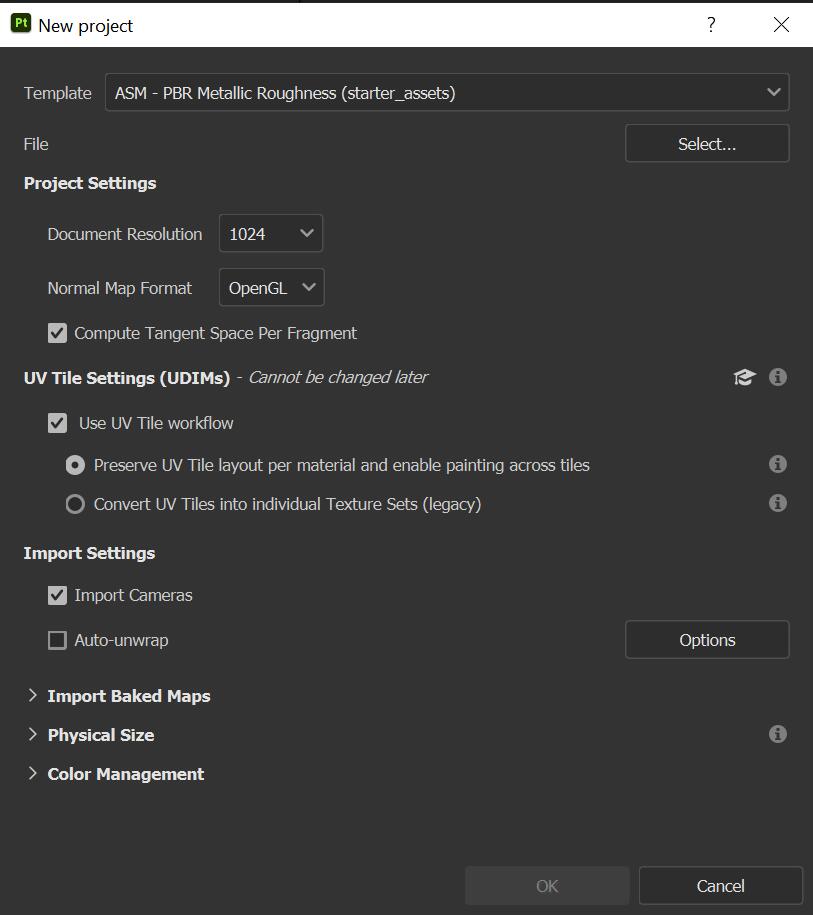 Pt New project ?
Template ASM - PBR Metallic Roughness (starter_assets)
File Select...
Project Settings
Document Resolution 1024
Normal Map Format OpenGL
Compute Tangent Space Per Fragment
UV Tile Settings (UDIMs) - Cannot be changed later
Use UV Tile workflow
Preserve UV Tile layout per material and enable painting across tiles
Convert UV Tiles into individual Texture Sets (legacy)
Import Settings
Import Cameras
Auto-unwrap Options
Import Baked Maps
Physical Size
Color Management
OK Cancel